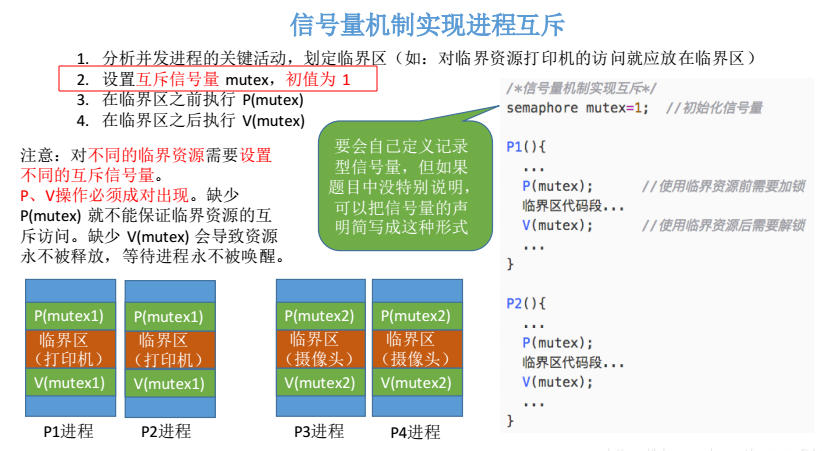 信号量机制实现进程互斥
1. 分析并发进程的关键活动，划定临界区（如：对临界资源打印机的访问就应放在临界区）
2. 设置互斥信号量 mutex，初值为 1
3. 在临界区之前执行 P(mutex)
4. 在临界区之后执行 V(mutex)
注意：对不同的临界资源需要设置
不同的互斥信号量。
P、V操作必须成对出现。缺少
P(mutex) 就不能保证临界资源的互
斥访问。缺少 V(mutex) 会导致资源
永不被释放，等待进程永不被唤醒。
要会自己定义记录
型信号量，但如果
题目中没特别说明，
可以把信号量的声
明简写成这种形式
/*信号量机制实现互斥*/
semaphore mutex=1; //初始化信号量
P1(){
...
P(mutex); //使用临界资源前需要加锁
临界区代码段...
V(mutex); //使用临界资源后需要解锁
...
}
P2(){
...
P(mutex);
临界区代码段...
V(mutex);
...
}
P(mutex1)
临界区
（打印机）
V(mutex1)
P1进程
P(mutex1)
临界区
（打印机）
V(mutex1)
P2进程
P(mutex2)
临界区
（摄像头）
V(mutex2)
P3进程
P(mutex2)
临界区
（摄像头）
V(mutex2)
P4进程